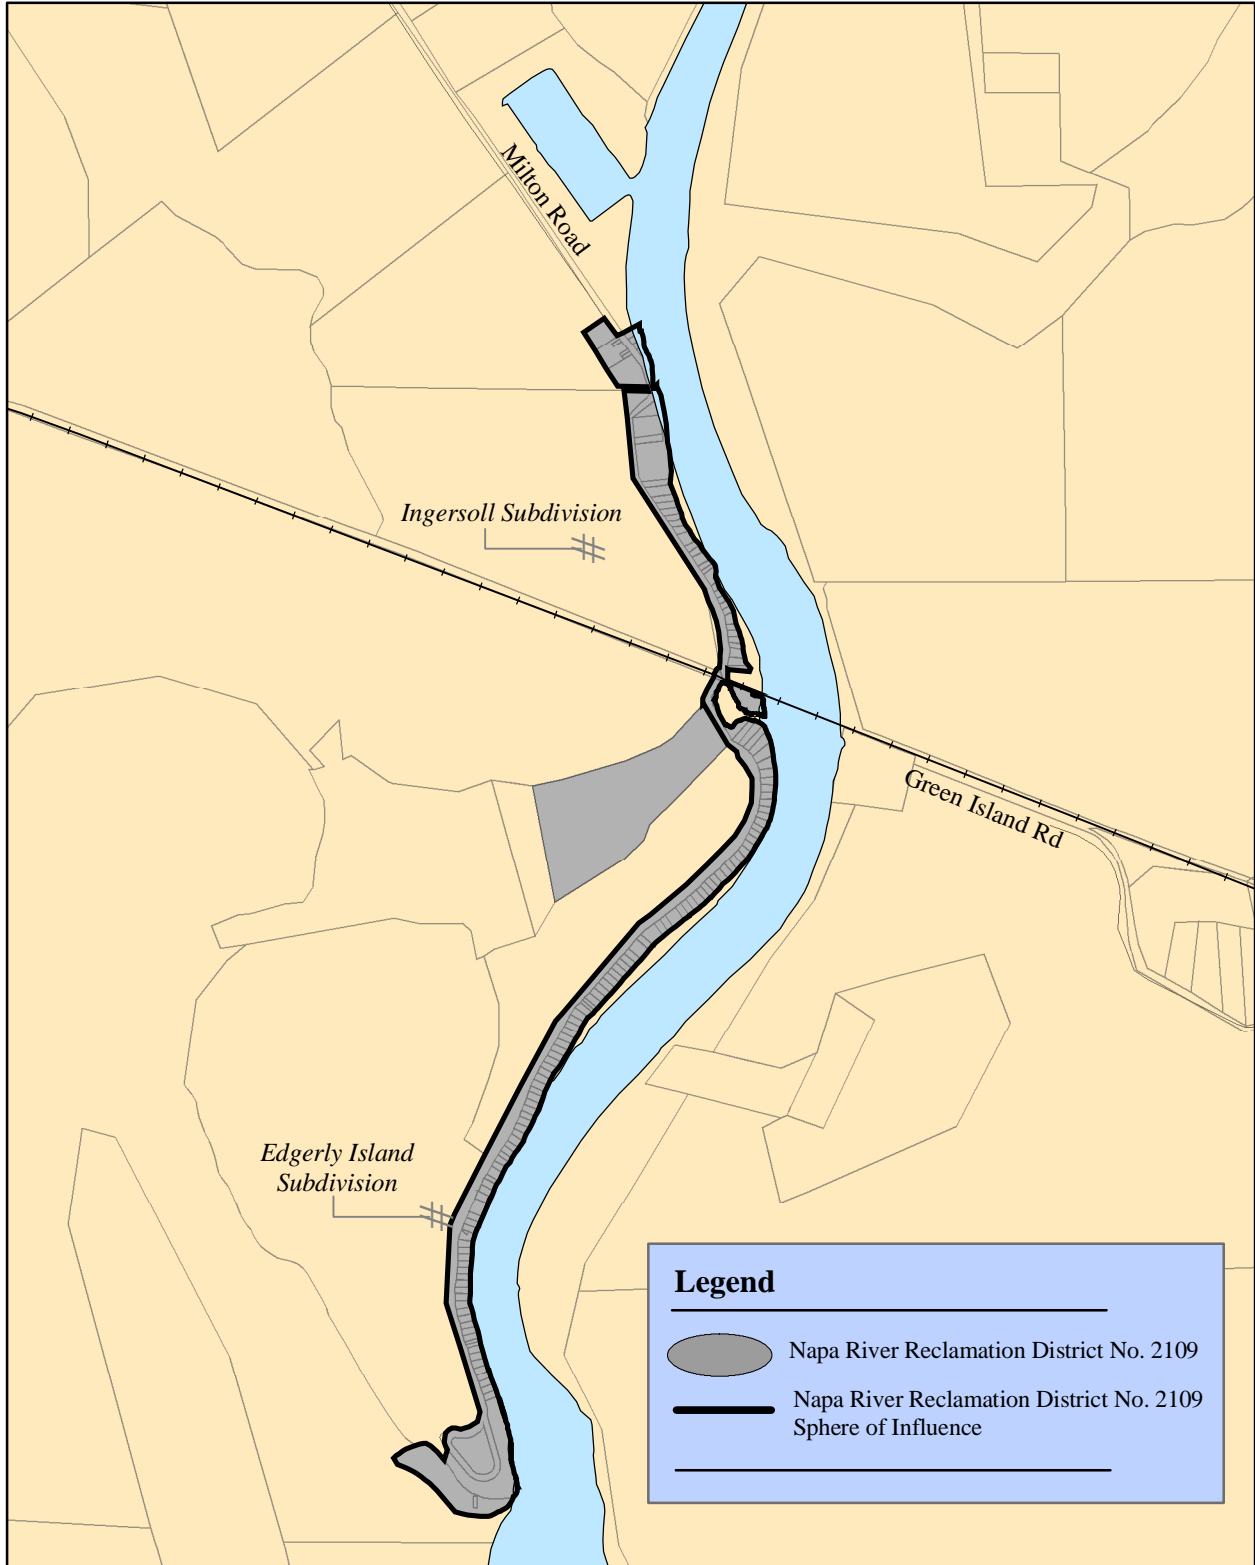 Milton Road
Ingersoll Subdivision
Green Island Rd
Edgerly Island
Subdivision
Legend
Napa River Reclamation District No. 2109
Napa River Reclamation District No. 2109
Sphere of Influence